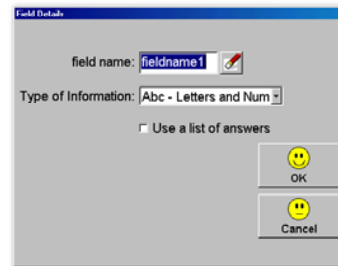 Field Details
field name: fieldname1
Type of Information: Abc - Letters and Num
Use a list of answers
OK
Cancel